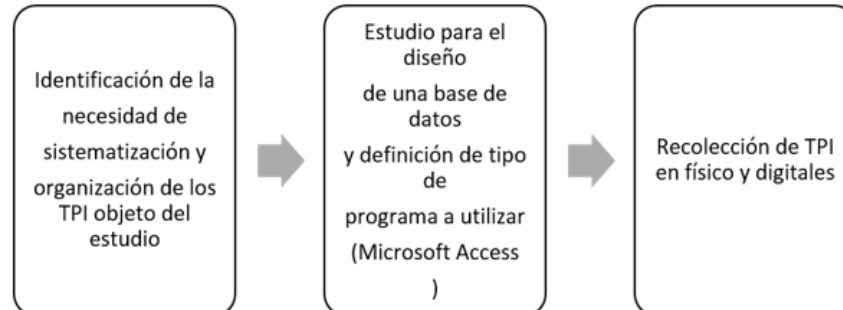 Identificación de la
necesidad de
sistematización y
organización de los
TPI objeto del
estudio
Estudio para el
diseño
de una base de
datos
y definición de tipo
de
programa a utilizar
(Microsoft Access
)
Recolección de TPI
en físico y digitales